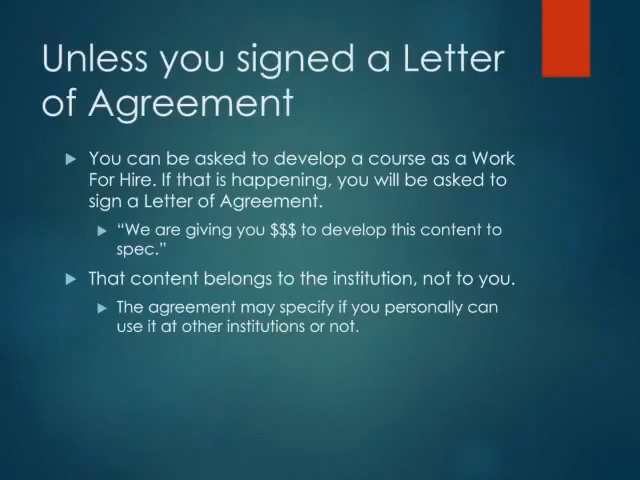 Unless you signed a Letter
of Agreement
You can be asked to develop a course as a Work
For Hire. If that is happening, you will be asked to
sign a Letter of Agreement.
“We are giving you $$$ to develop this content to
spec.”
That content belongs to the institution, not to you.
The agreement may specify if you personally can
use it at other institutions or not.